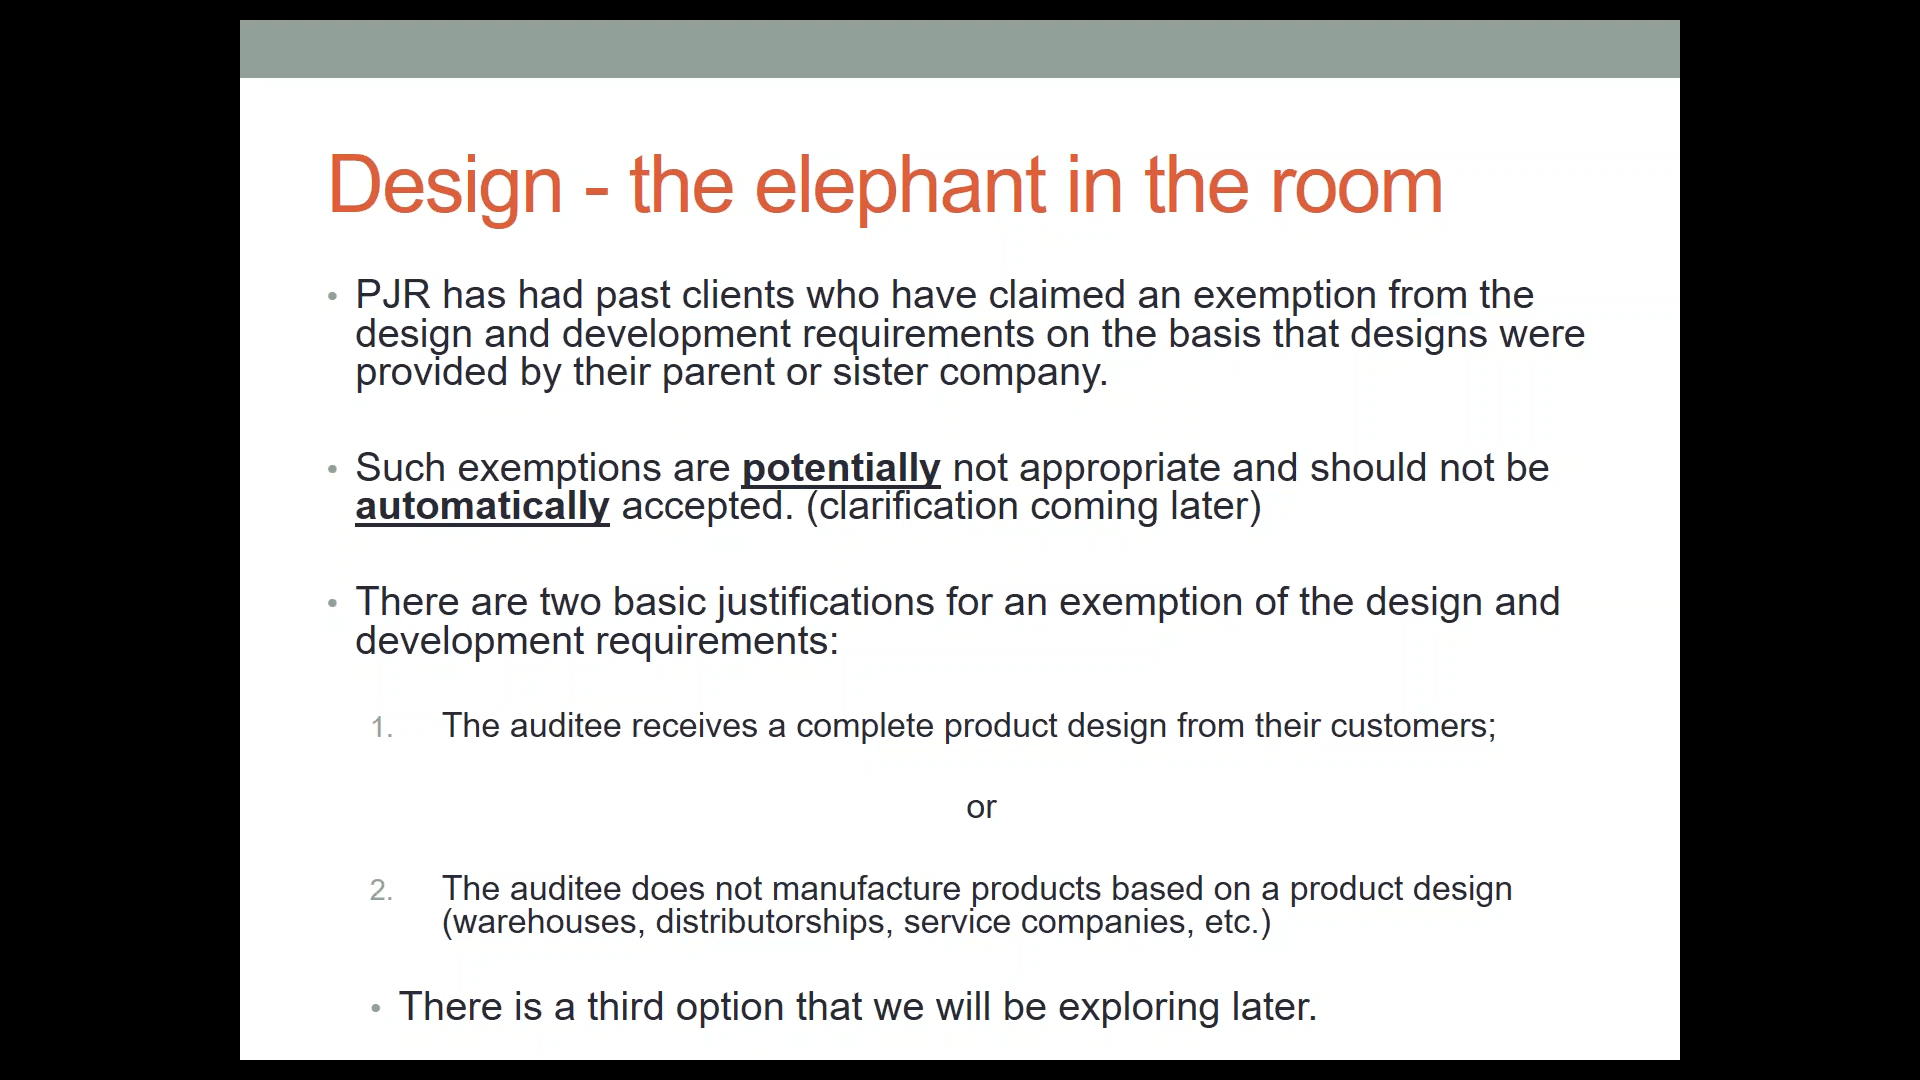 Design - the elephant in the room
• PJR has had past clients who have claimed an exemption from the
design and development requirements on the basis that designs were
provided by their parent or sister company.
• Such exemptions are potentially not appropriate and should not be
automatically accepted. (clarification coming later)
• There are two basic justifications for an exemption of the design and
development requirements:
1. The auditee receives a complete product design from their customers;
or
2. The auditee does not manufacture products based on a product design
(warehouses, distributorships, service companies, etc.)
• There is a third option that we will be exploring later.